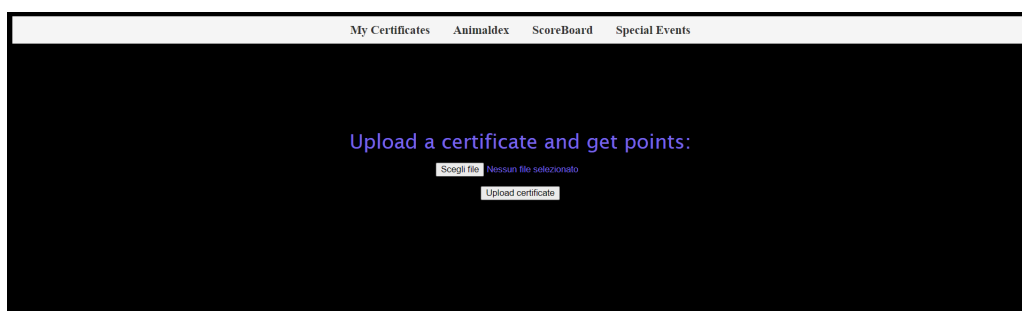 My Certificates Animaldex ScoreBoard Special Events
Upload a certificate and get points:
Scegli file Nessun file selezionato
Upload certificate